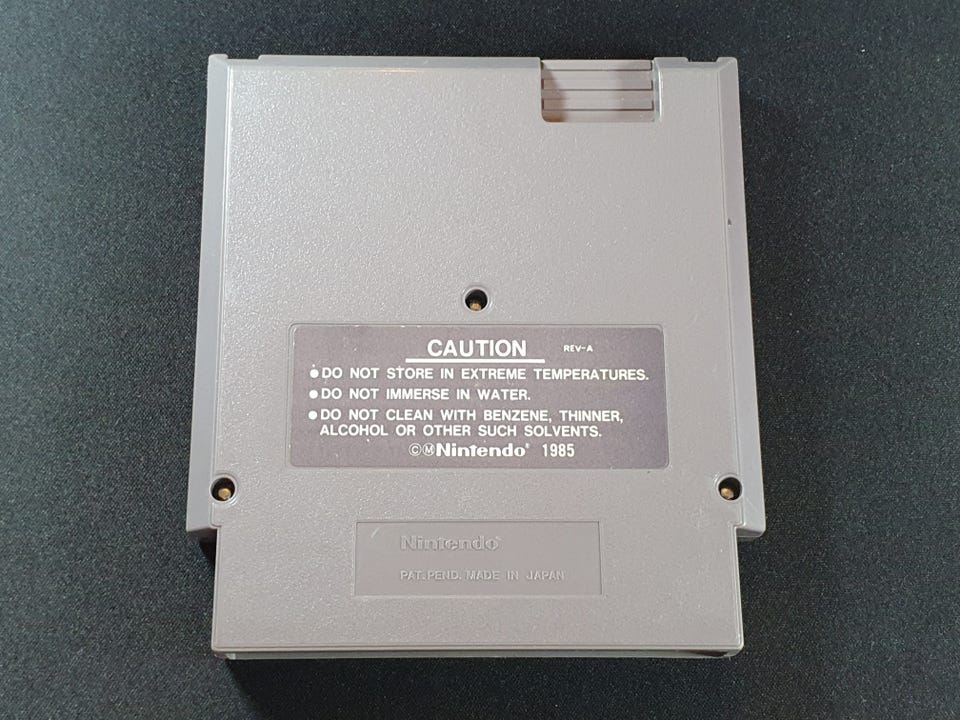 CAUTION REV-A
●DO NOT STORE IN EXTREME TEMPERATURES.
●DO NOT IMMERSE IN WATER.
●DO NOT CLEAN WITH BENZENE, THINNER,
ALCOHOL OR OTHER SUCH SOLVENTS.
©ⓂNintendo® 1985
Nintendo®
PAT. PEND. MADE IN JAPAN